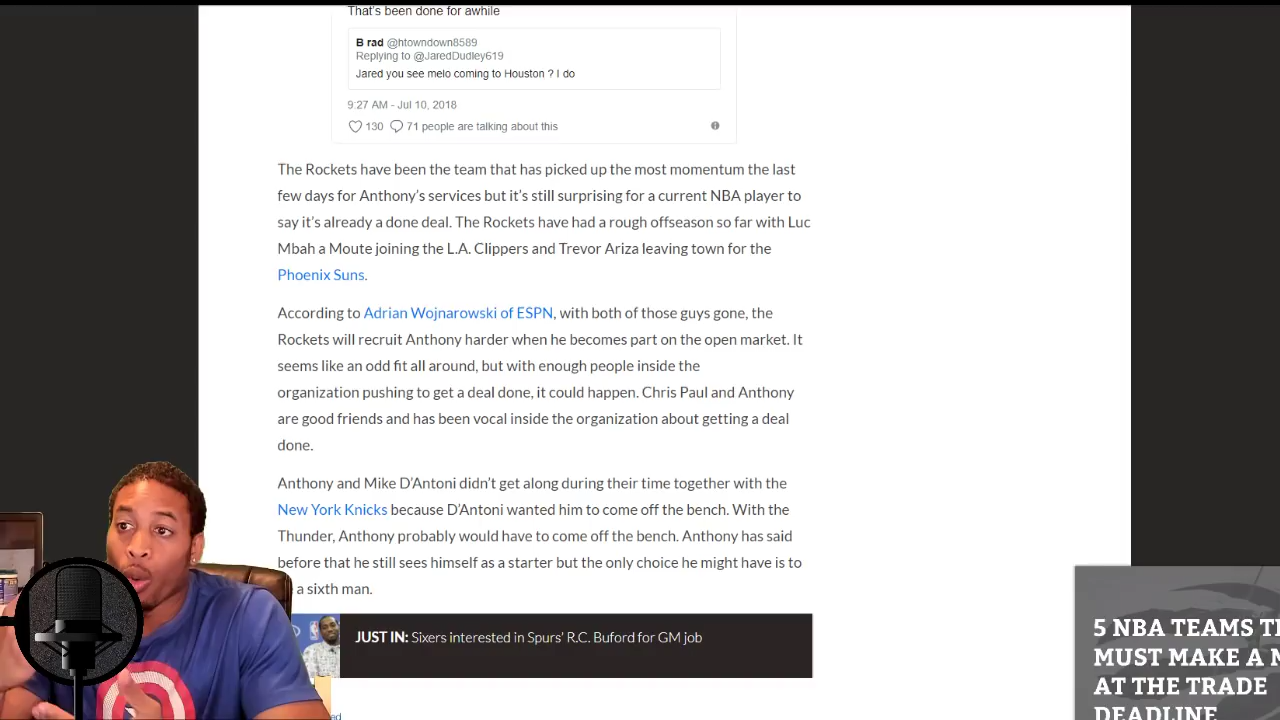 That's been done for awhile
B rad @htowndown8589
Replying to @JaredDudley619
Jared you see melo coming to Houston ? I do
9:27 AM - Jul 10, 2018
130 71 people are talking about this
The Rockets have been the team that has picked up the most momentum the last
few days for Anthony's services but it's still surprising for a current NBA player to
say it's already a done deal. The Rockets have had a rough offseason so far with Luc
Mbah a Moute joining the L.A. Clippers and Trevor Ariza leaving town for the
Phoenix Suns.
According to Adrian Wojnarowski of ESPN, with both of those guys gone, the
Rockets will recruit Anthony harder when he becomes part on the open market. It
seems like an odd fit all around, but with enough people inside the
organization pushing to get a deal done, it could happen. Chris Paul and Anthony
are good friends and has been vocal inside the organization about getting a deal
done.
Anthony and Mike D'Antoni didn't get along during their time together with the
New York Knicks because D'Antoni wanted him to come off the bench. With the
Thunder, Anthony probably would have to come off the bench. Anthony has said
before that he still sees himself as a starter but the only choice he might have is to
a sixth man.
JUST IN: Sixers interested in Spurs' R.C. Buford for GM job
5 NBA TEAMS
MUST MAKE A
AT THE TRADE
DEADLINE